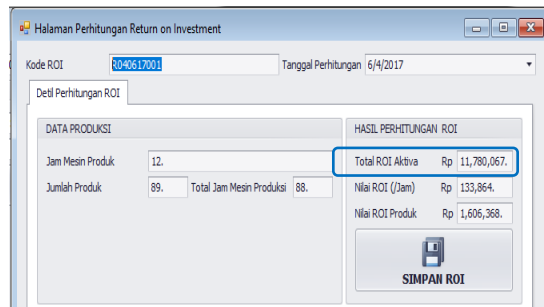 Halaman Perhitungan Return on Investment
Kode ROI R040617001 Tanggal Perhitungan 6/4/2017
Detil Perhitungan ROI
DATA PRODUKSI
Jam Mesin Produk 12.
Jumlah Produk 89. Total Jam Mesin Produksi 88.
HASIL PERHITUNGAN ROI
Total ROI Aktiva Rp 11,780,067.
Nilai ROI (/Jam) Rp 133,864.
Nilai ROI Produk Rp 1,606,368.
SIMPAN ROI